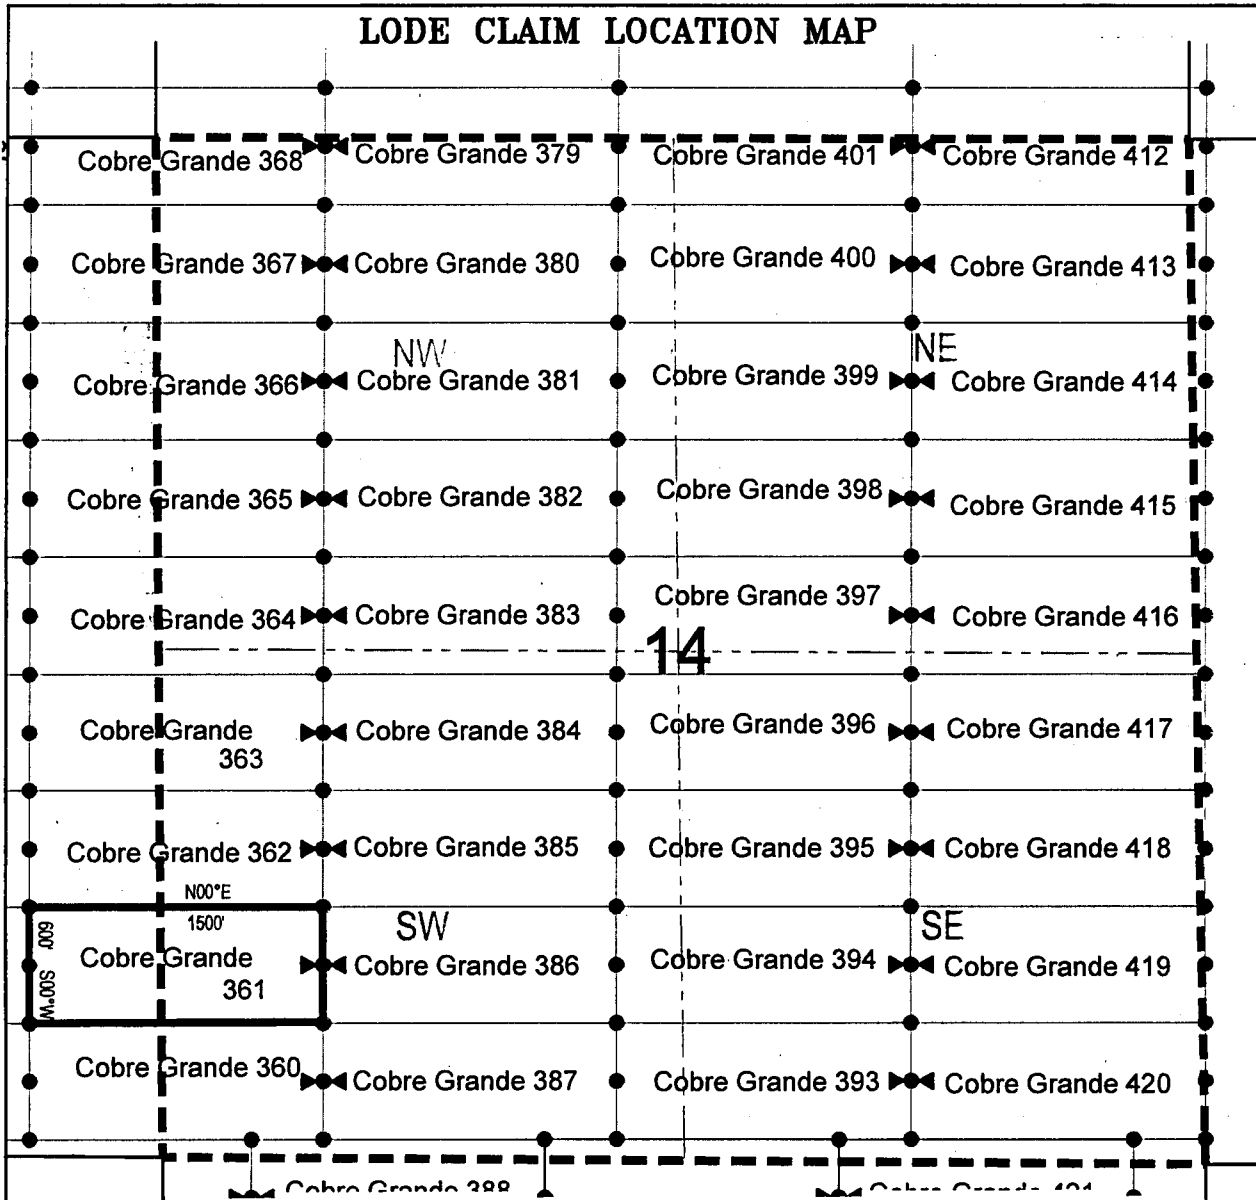 LODE CLAIM LOCATION MAP
Cobre Grande 368
Cobre Grande 379
Cobre Grande 401
Cobre Grande 412
Cobre Grande 367
Cobre Grande 380
Cobre Grande 400
Cobre Grande 413
NW
NE
Cobre Grande 366
Cobre Grande 381
Cobre Grande 399
Cobre Grande 414
Cobre Grande 365
Cobre Grande 382
Cobre Grande 398
Cobre Grande 415
Cobre Grande 364
Cobre Grande 383
Cobre Grande 397
Cobre Grande 416
14
Cobre Grande
363
Cobre Grande 384
Cobre Grande 396
Cobre Grande 417
Cobre Grande 362
Cobre Grande 385
Cobre Grande 395
Cobre Grande 418
N00°E
1500'
600'
S00°W
SW
SE
Cobre Grande
361
Cobre Grande 386
Cobre Grande 394
Cobre Grande 419
Cobre Grande 360
Cobre Grande 387
Cobre Grande 393
Cobre Grande 420
Cobre Grande 388
Cobre Grande 421